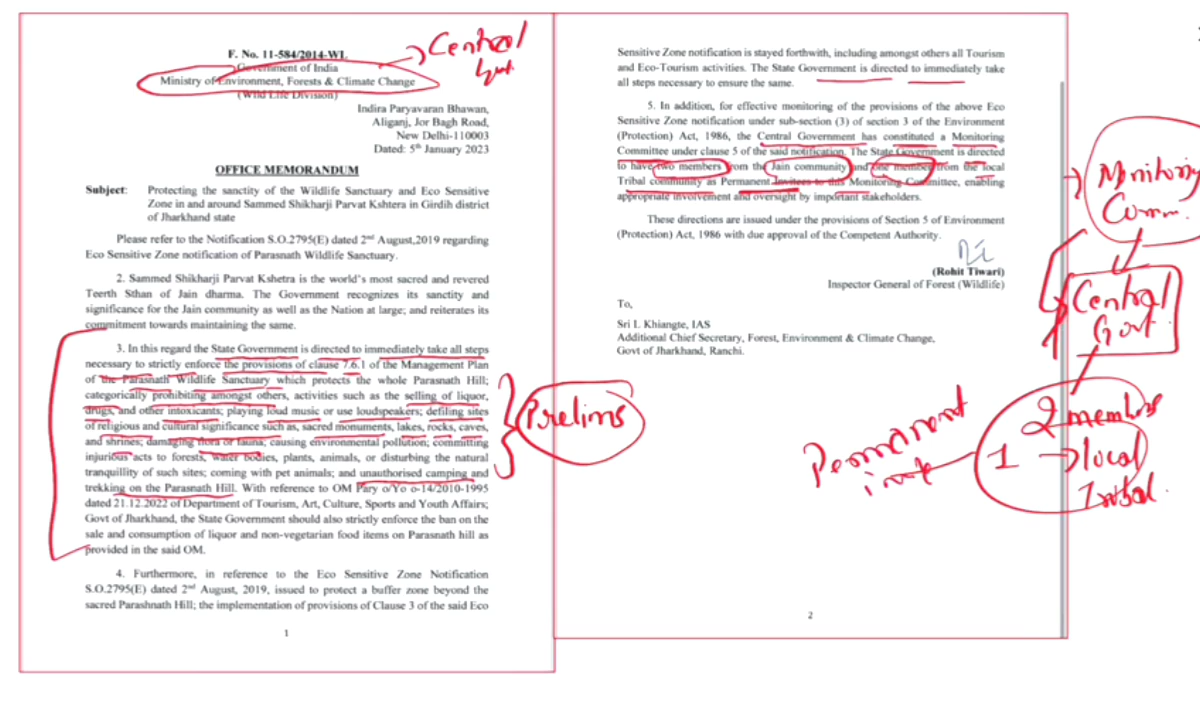 F. No. 11-584/2014-WL
Government of India
Ministry of Environment, Forests & Climate Change
(Wild Life Division)
Indira Paryavaran Bhawan,
Aliganj, Jor Bagh Road,
New Delhi-110003
Dated: 5th January 2023
OFFICE MEMORANDUM
Subject: Protecting the sanctity of the Wildlife Sanctuary and Eco Sensitive
Zone in and around Sammed Shikharji Parvat Kshtera in Girdih district
of Jharkhand state
Please refer to the Notification S.O.2795(E) dated 2nd August,2019 regarding
Eco Sensitive Zone notification of Parasnath Wildlife Sanctuary.
2. Sammed Shikharji Parvat Kshetra is the world's most sacred and revered
Teerth Sthan of Jain dharma. The Government recognizes its sanctity and
significance for the Jain community as well as the Nation at large; and reiterates its
commitment towards maintaining the same.
3. In this regard the State Government is directed to immediately take all steps
necessary to strictly enforce the provisions of clause 7.6.1 of the Management Plan
of the Parasnath Wildlife Sanctuary which protects the whole Parasnath Hill;
categorically prohibiting amongst others, activities such as the selling of liquor,
drugs, and other intoxicants; playing loud music or use loudspeakers; defiling sites
of religious and cultural significance such as, sacred monuments, lakes, rocks, caves,
and shrines; damaging flora or fauna; causing environmental pollution; committing
injurious acts to forests, water bodies, plants, animals, or disturbing the natural
tranquillity of such sites; coming with pet animals; and unauthorised camping and
trekking on the Parasnath Hill. With reference to OM Pary o/Yo o-14/2010-1995
dated 21.12.2022 of Department of Tourism, Art, Culture, Sports and Youth Affairs;
Govt of Jharkhand, the State Government should also strictly enforce the ban on the
sale and consumption of liquor and non-vegetarian food items on Parasnath hill as
provided in the said OM.
4. Furthermore, in reference to the Eco Sensitive Zone Notification
S.O.2795(E) dated 2nd August, 2019, issued to protect a buffer zone beyond the
sacred Parashnath Hill; the implementation of provisions of Clause 3 of the said Eco
1
Central
Govt.
Prelims
Sensitive Zone notification is stayed forthwith, including amongst others all Tourism
and Eco-Tourism activities. The State Government is directed to immediately take
all steps necessary to ensure the same.
5. In addition, for effective monitoring of the provisions of the above Eco
Sensitive Zone notification under sub-section (3) of section 3 of the Environment
(Protection) Act, 1986, the Central Government has constituted a Monitoring
Committee under clause 5 of the said notification. The State Government is directed
to have two members from the Jain community and one member from the local
Tribal community as Permanent Invitees to this Monitoring Committee, enabling
appropriate involvement and oversight by important stakeholders.
These directions are issued under the provisions of Section 5 of Environment
(Protection) Act, 1986 with due approval of the Competent Authority.
(Rohit Tiwari)
Inspector General of Forest (Wildlife)
To,
Sri L Khiangte, IAS
Additional Chief Secretary, Forest, Environment & Climate Change,
Govt of Jharkhand, Ranchi.
2
Monitoring
Comm.
Central
Govt.
2 members
1 → local
Tribal.
Permanent